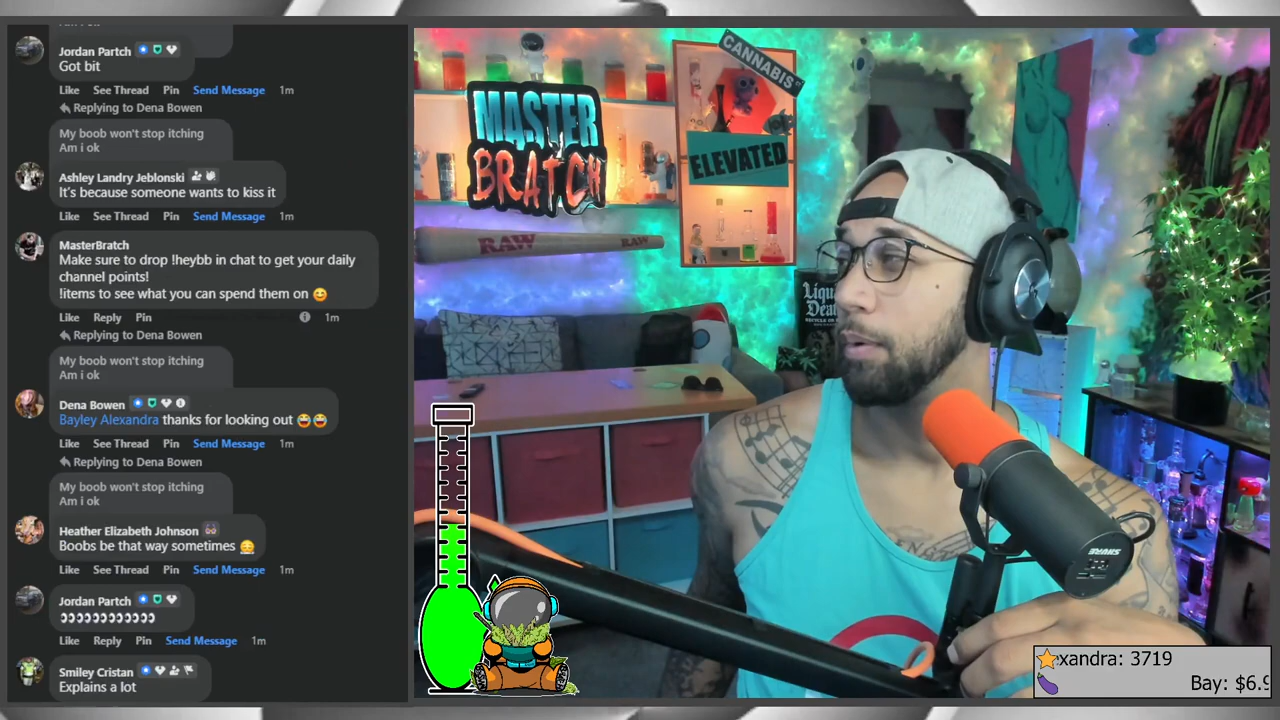 Jordan Partch
Got bit
Like See Thread Pin Send Message 1m
Replying to Dena Bowen
My boob won't stop itching
Am i ok
Ashley Landry Jeblonski
It's because someone wants to kiss it
Like See Thread Pin Send Message 1m
MasterBratch
Make sure to drop !heybb in chat to get your daily
channel points!
!items to see what you can spend them on
Like Reply Pin 1m
Replying to Dena Bowen
My boob won't stop itching
Am i ok
Dena Bowen
Bayley Alexandra thanks for looking out
Like See Thread Pin Send Message 1m
Replying to Dena Bowen
My boob won't stop itching
Am i ok
Heather Elizabeth Johnson
Boobs be that way sometimes
Like See Thread Pin Send Message 1m
Jordan Partch
Like Reply Pin Send Message 1m
Smiley Cristan
Explains a lot
MASTER
BRATCH
CANNABIS
ELEVATED
RAW RAW
Liqu
Dea
SHURE
xandra: 3719
Bay: $6.9